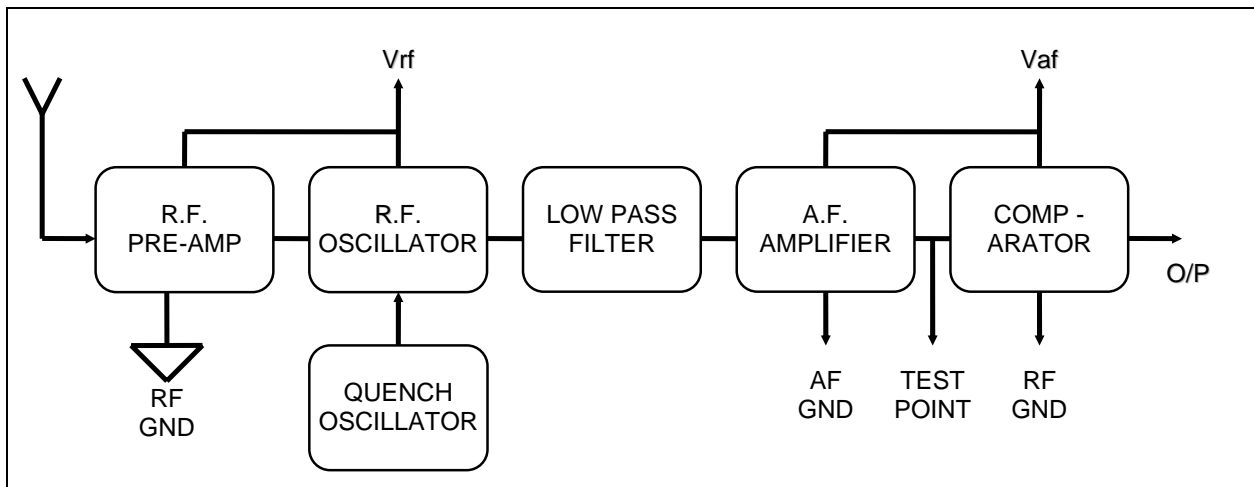 Vrf
Vaf
R.F.
PRE-AMP
R.F.
OSCILLATOR
LOW PASS
FILTER
A.F.
AMPLIFIER
COMP -
ARATOR
O/P
RF
GND
QUENCH
OSCILLATOR
AF
GND
TEST
POINT
RF
GND